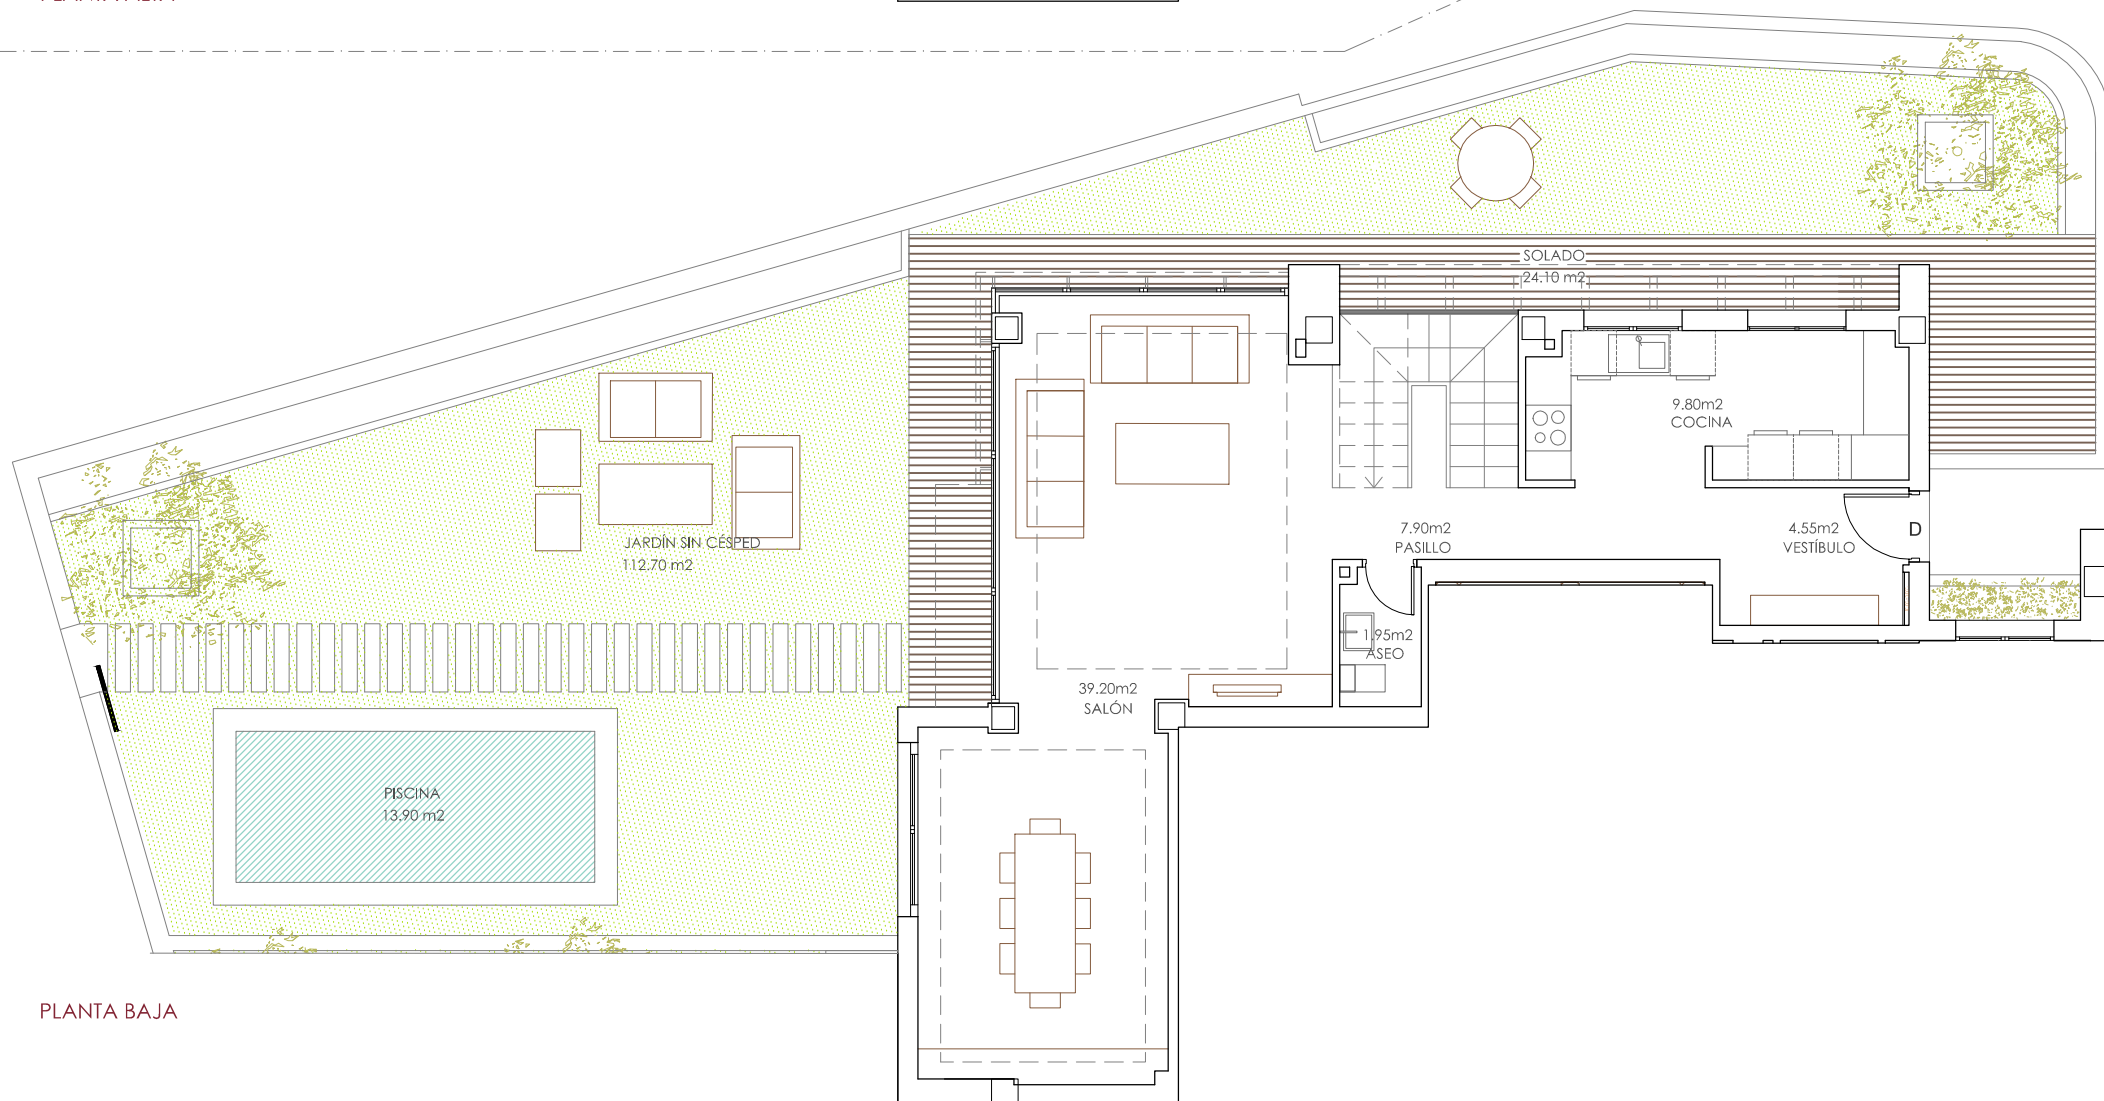 SOLADO
24.10 m2
9.80m2
COCINA
7.90m2
PASILLO
4.55m2
VESTÍBULO
D
JARDÍN SIN CÉSPED
112.70 m2
1.95m2
ASEO
39.20m2
SALÓN
PISCINA
13.90 m2
PLANTA BAJA